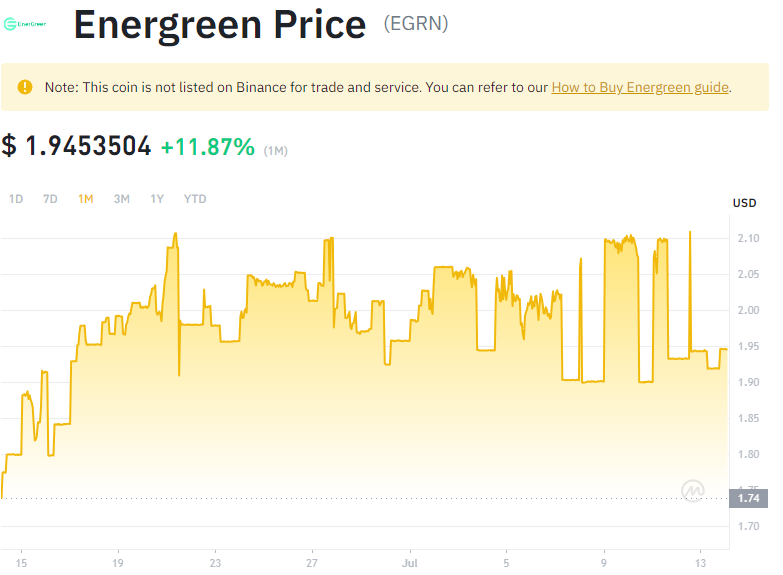 EnerGreen
Energreen Price (EGRN)
Note: This coin is not listed on Binance for trade and service. You can refer to our How to Buy Energreen guide.
$ 1.9453504 +11.87% (1M)
1D 7D 1M 3M 1Y YTD
USD
2.10
2.05
2.00
1.95
1.90
1.85
1.80
1.75
1.74
1.70
15 19 23 27 Jul 5 9 13